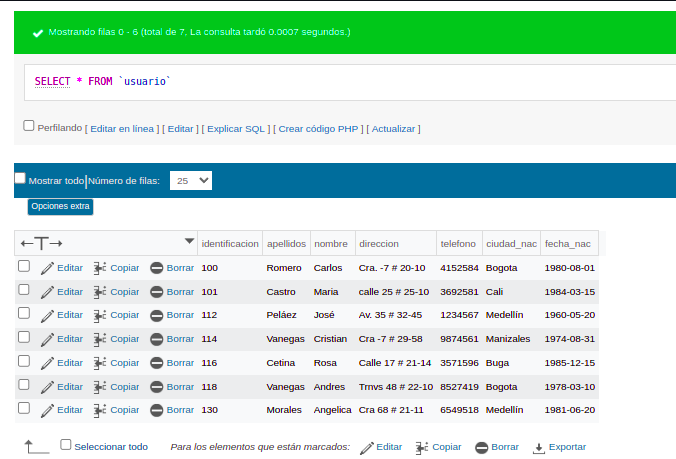 Mostrando filas 0 - 6 (total de 7, La consulta tardó 0.0007 segundos.)
SELECT * FROM `usuario`
Perfilando [ Editar en línea ] [ Editar ] [ Explicar SQL ] [ Crear código PHP ] [ Actualizar ]
Mostrar todo Número de filas: 25
Opciones extra
identificacion apellidos nombre direccion telefono ciudad_nac fecha_nac
Editar Copiar Borrar 100 Romero Carlos Cra. -7 # 20-10 4152584 Bogota 1980-08-01
Editar Copiar Borrar 101 Castro Maria calle 25 # 25-10 3692581 Cali 1984-03-15
Editar Copiar Borrar 112 Peláez José Av. 35 # 32-45 1234567 Medellín 1960-05-20
Editar Copiar Borrar 114 Vanegas Cristian Cra -7 # 29-58 9874561 Manizales 1974-08-31
Editar Copiar Borrar 116 Cetina Rosa Calle 17 # 21-14 3571596 Buga 1985-12-15
Editar Copiar Borrar 118 Vanegas Andres Trnvs 48 # 22-10 8527419 Bogota 1978-03-10
Editar Copiar Borrar 130 Morales Angelica Cra 68 # 21-11 6549518 Medellín 1981-06-20
Seleccionar todo Para los elementos que están marcados: Editar Copiar Borrar Exportar